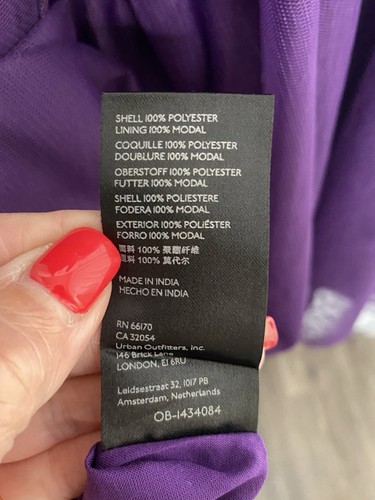 SHELL 100% POLYESTER
LINING 100% MODAL
COQUILLE 100% POLYESTER
DOUBLURE 100% MODAL
OBERSTOFF 100% POLYESTER
FUTTER 100% MODAL
SHELL 100% POLIESTERE
FODERA 100% MODAL
EXTERIOR 100% POLIÉSTER
FORRO 100% MODAL
面料 100% 聚酯纤维
面料 100% 莫代尔
MADE IN INDIA
HECHO EN INDIA
RN 66170
CA 32054
Urban Outfitters, Inc.
146 Brick Lane
LONDON, E1 6RU
Leidsestraat 32, 1017 PB
Amsterdam, Netherlands
OB-1434084